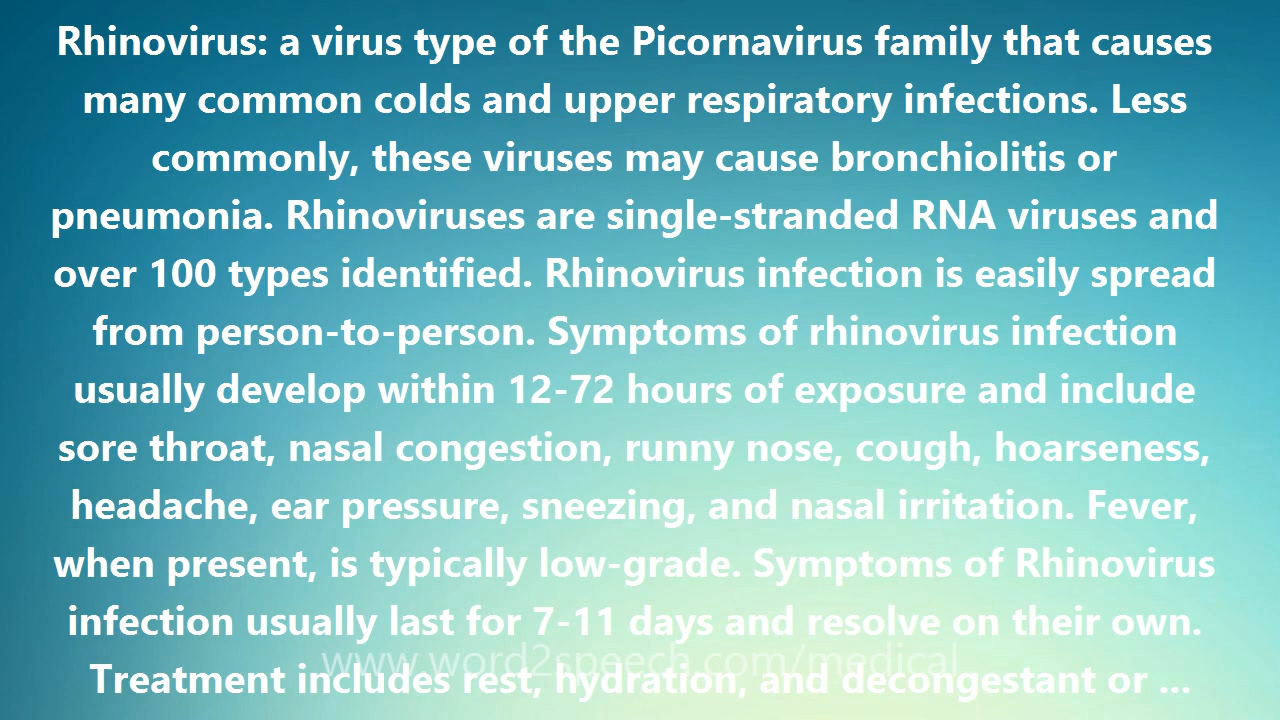 Rhinovirus: a virus type of the Picornavirus family that causes
many common colds and upper respiratory infections. Less
commonly, these viruses may cause bronchiolitis or
pneumonia. Rhinoviruses are single-stranded RNA viruses and
over 100 types identified. Rhinovirus infection is easily spread
from person-to-person. Symptoms of rhinovirus infection
usually develop within 12-72 hours of exposure and include
sore throat, nasal congestion, runny nose, cough, hoarseness,
headache, ear pressure, sneezing, and nasal irritation. Fever,
when present, is typically low-grade. Symptoms of Rhinovirus
infection usually last for 7-11 days and resolve on their own.
www.word2speech.com/medical
Treatment includes rest, hydration, and decongestant or ...